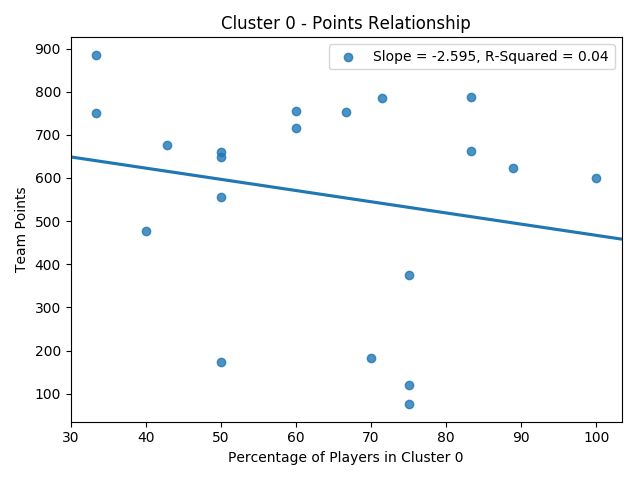 Cluster 0 - Points Relationship
Slope = -2.595, R-Squared = 0.04
Team Points
900
800
700
600
500
400
300
200
100
30 40 50 60 70 80 90 100
Percentage of Players in Cluster 0